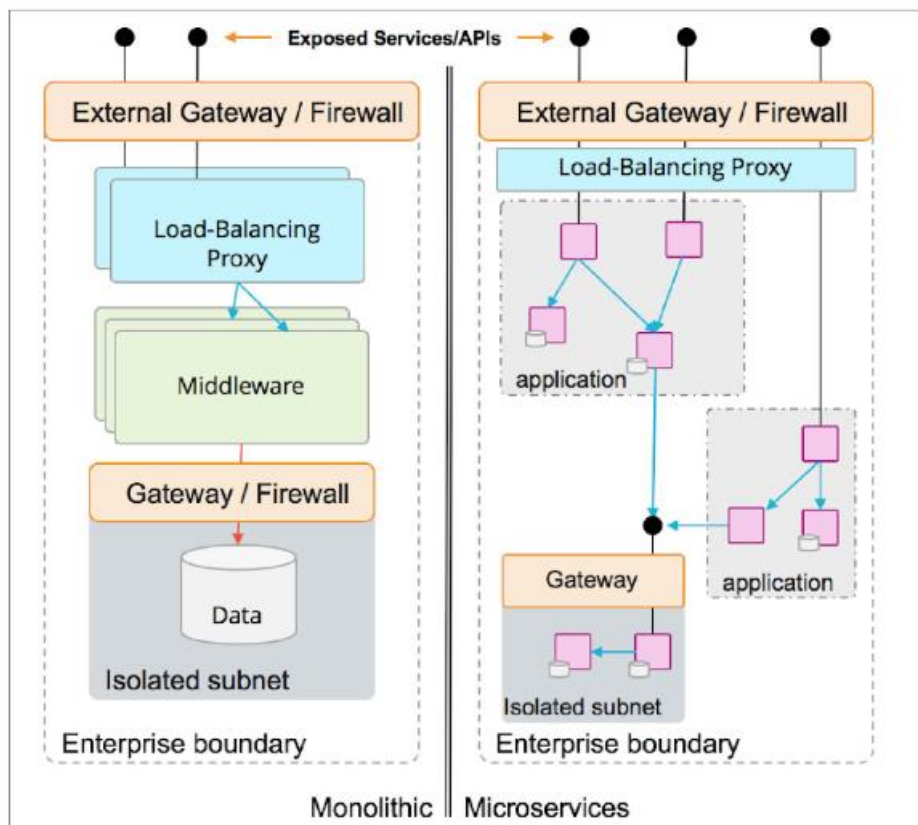 Exposed Services/APIs
External Gateway / Firewall
Load-Balancing
Proxy
Middleware
Gateway / Firewall
Data
Isolated subnet
Enterprise boundary
Monolithic
External Gateway / Firewall
Load-Balancing Proxy
application
application
Gateway
Isolated subnet
Enterprise boundary
Microservices